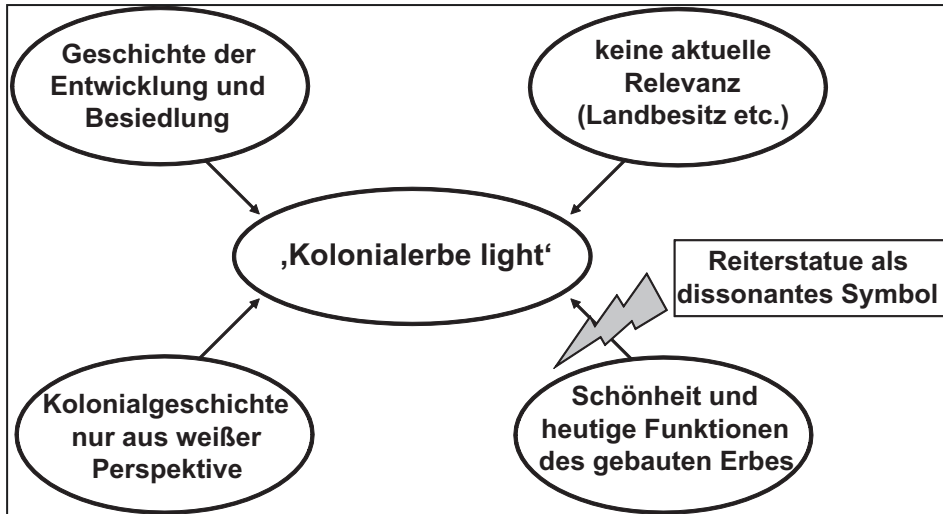 Geschichte der
Entwicklung und
Besiedlung
keine aktuelle
Relevanz
(Landbesitz etc.)
‚Kolonialerbe light‘
Reiterstatue als
dissonantes Symbol
Kolonialgeschichte
nur aus weißer
Perspektive
Schönheit und
heutige Funktionen
des gebauten Erbes